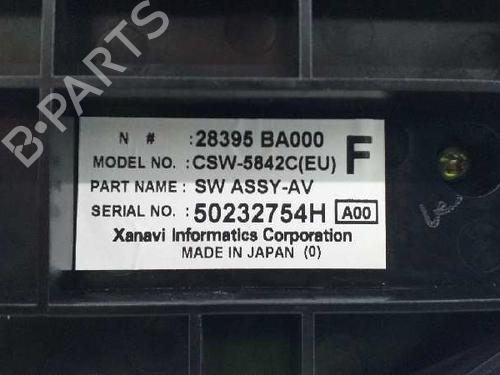 B-PARTS
N # : 28395 BA000
MODEL NO. : CSW-5842C(EU) F
PART NAME : SW ASSY-AV
SERIAL NO. : 50232754H A00
Xanavi Informatics Corporation
MADE IN JAPAN (0)